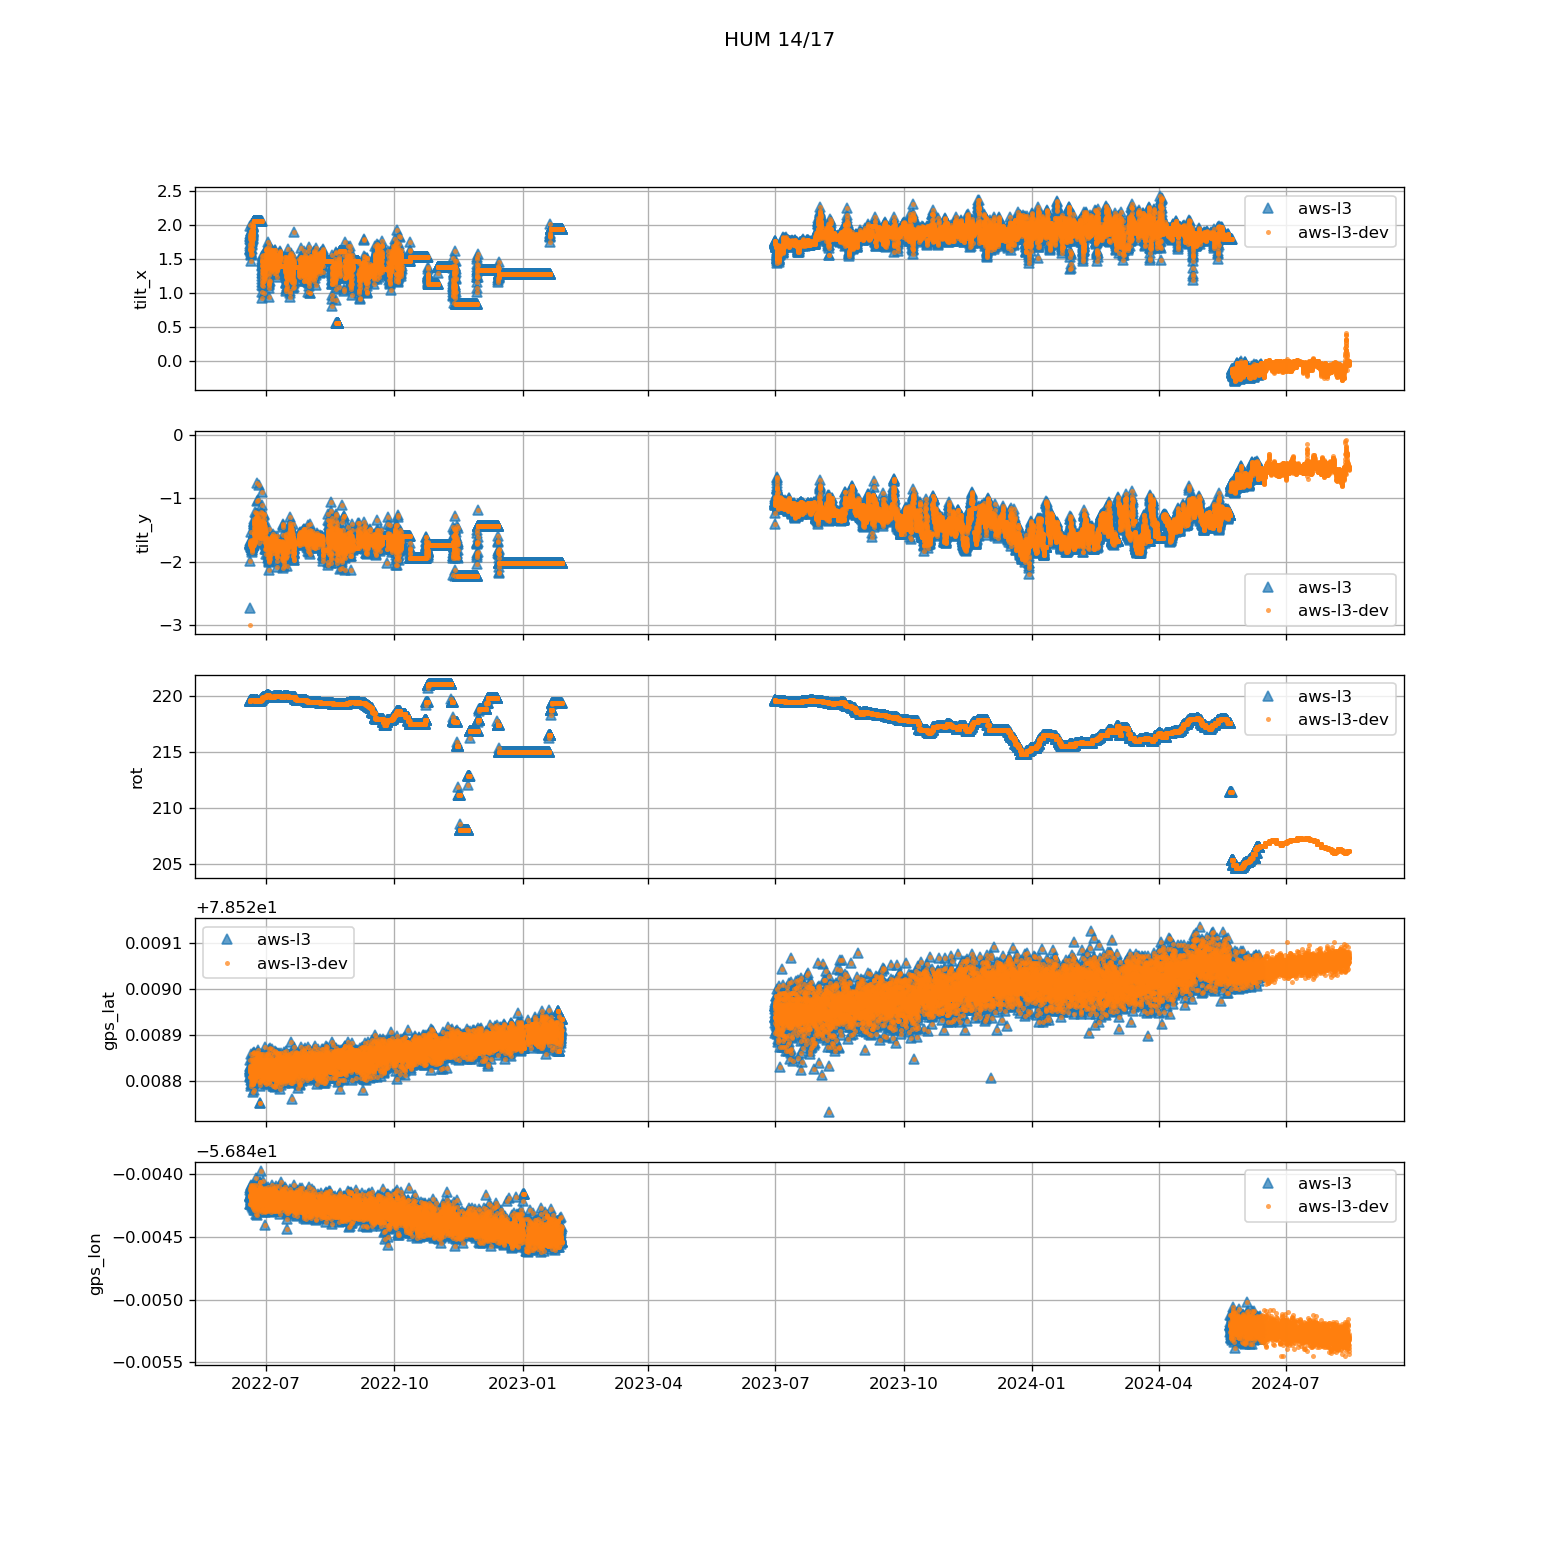 HUM 14/17
2.5
2.0
1.5
1.0
0.5
0.0
tilt_x
aws-l3
aws-l3-dev
0
−1
−2
−3
tilt_y
aws-l3
aws-l3-dev
220
215
210
205
rot
aws-l3
aws-l3-dev
+7.852e1
0.0091
0.0090
0.0089
0.0088
gps_lat
aws-l3
aws-l3-dev
−5.684e1
−0.0040
−0.0045
−0.0050
−0.0055
gps_lon
aws-l3
aws-l3-dev
2022-07 2022-10 2023-01 2023-04 2023-07 2023-10 2024-01 2024-04 2024-07